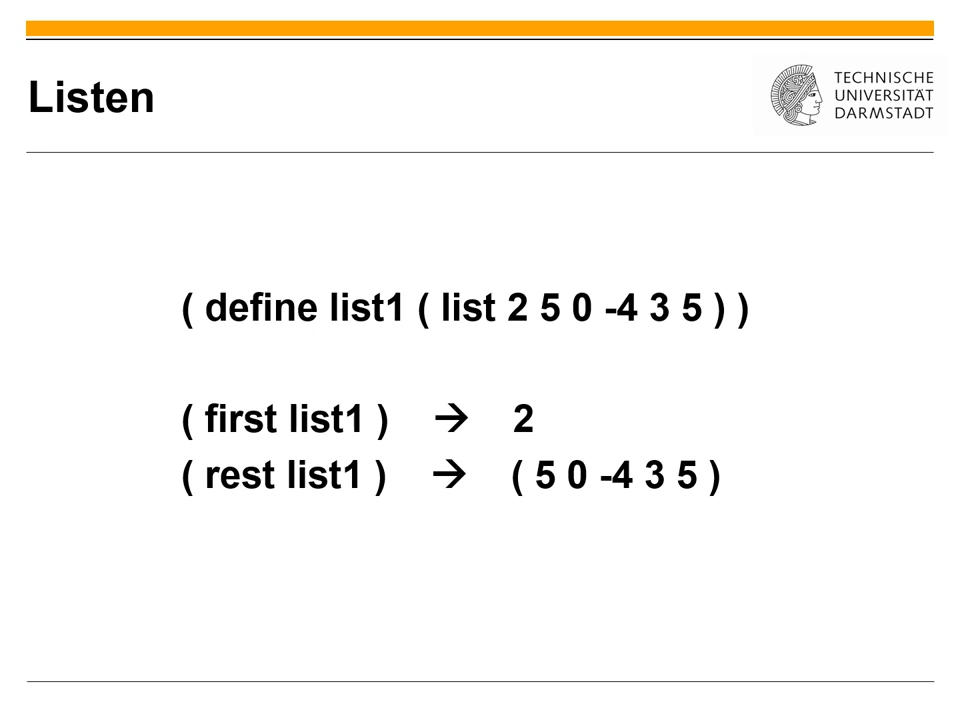 Listen
TECHNISCHE
UNIVERSITÄT
DARMSTADT
( define list1 ( list 2 5 0 -4 3 5 ) )
( first list1 ) → 2
( rest list1 ) → ( 5 0 -4 3 5 )